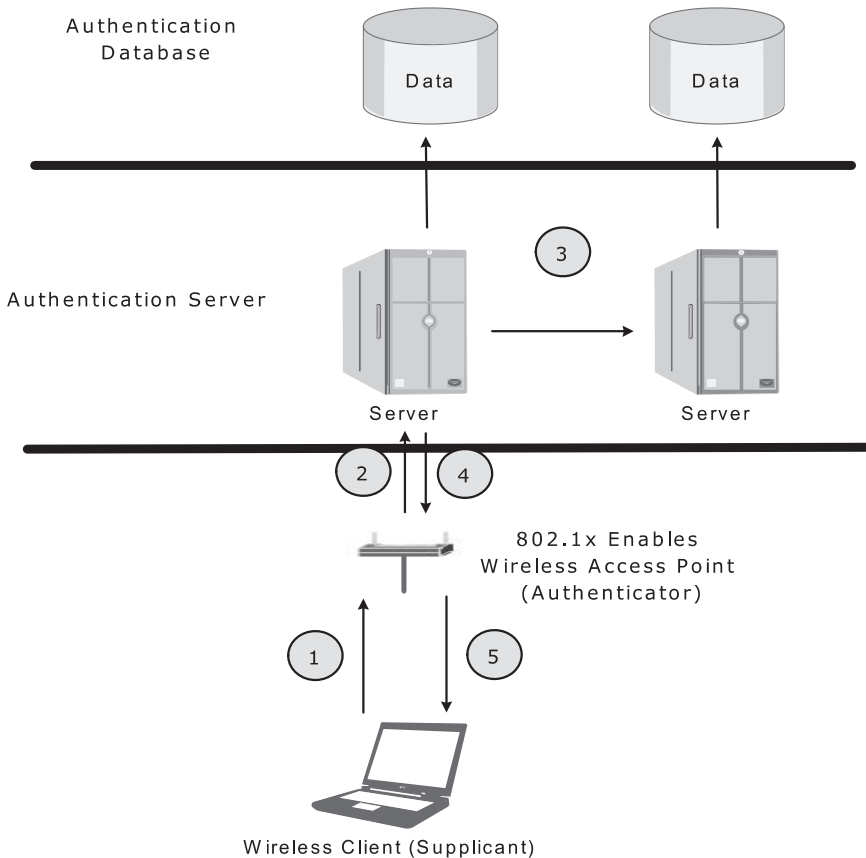 Authentication
Database
Data
Data
3
Authentication Server
Server
Server
2
4
802.1x Enables
Wireless Access Point
(Authenticator)
1
5
Wireless Client (Supplicant)